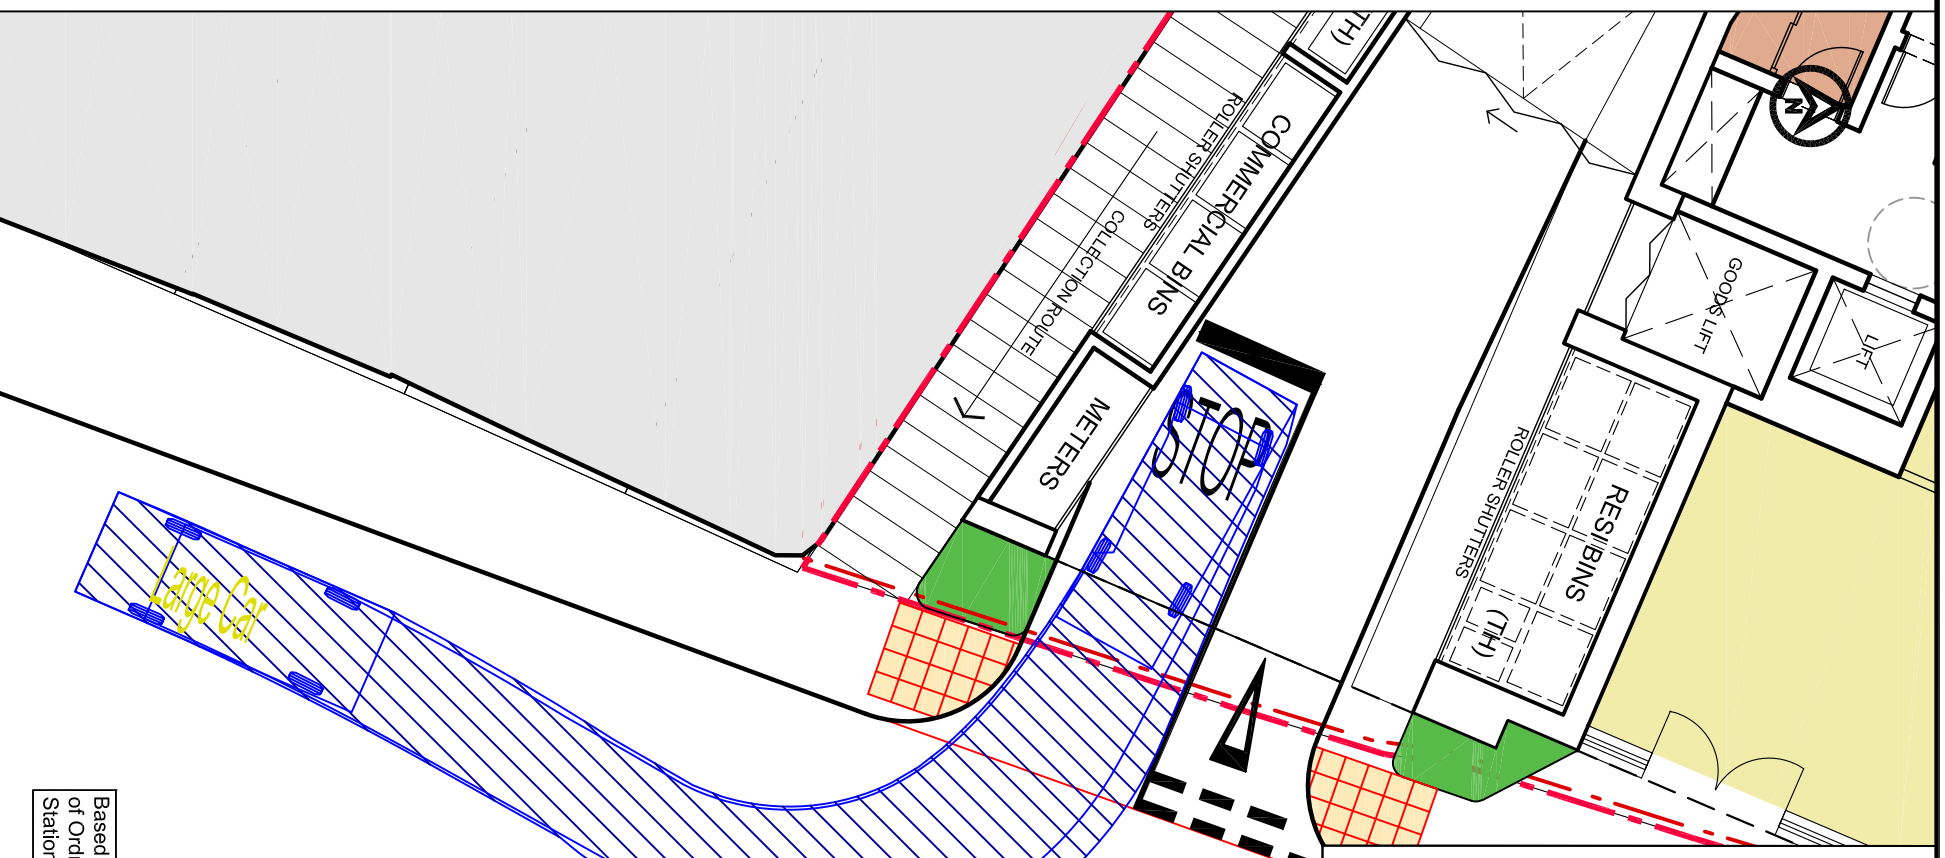 (TH)
COMMERCIAL BINS
ROLLER SHUTTERS
COLLECTION ROUTE
METERS
N
GOODS LIFT
LIFT
RESI BINS
(TH)
ROLLER SHUTTERS
STOP
Large Car
Based
of Ord
Station